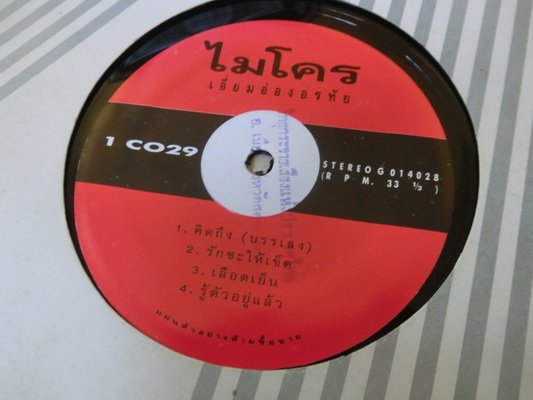 ไมโคร
เอี่ยมอ่องอรทัย
1 CO29
STEREO G 014028
(R P M. 33 ⅓ )
1. คิดถึง (บรรเลง)
2. รักซะให้เข็ด
3. เลือดเย็น
4. รู้ตัวอยู่แล้ว
แผ่นตัวอย่างห้ามซื้อขาย